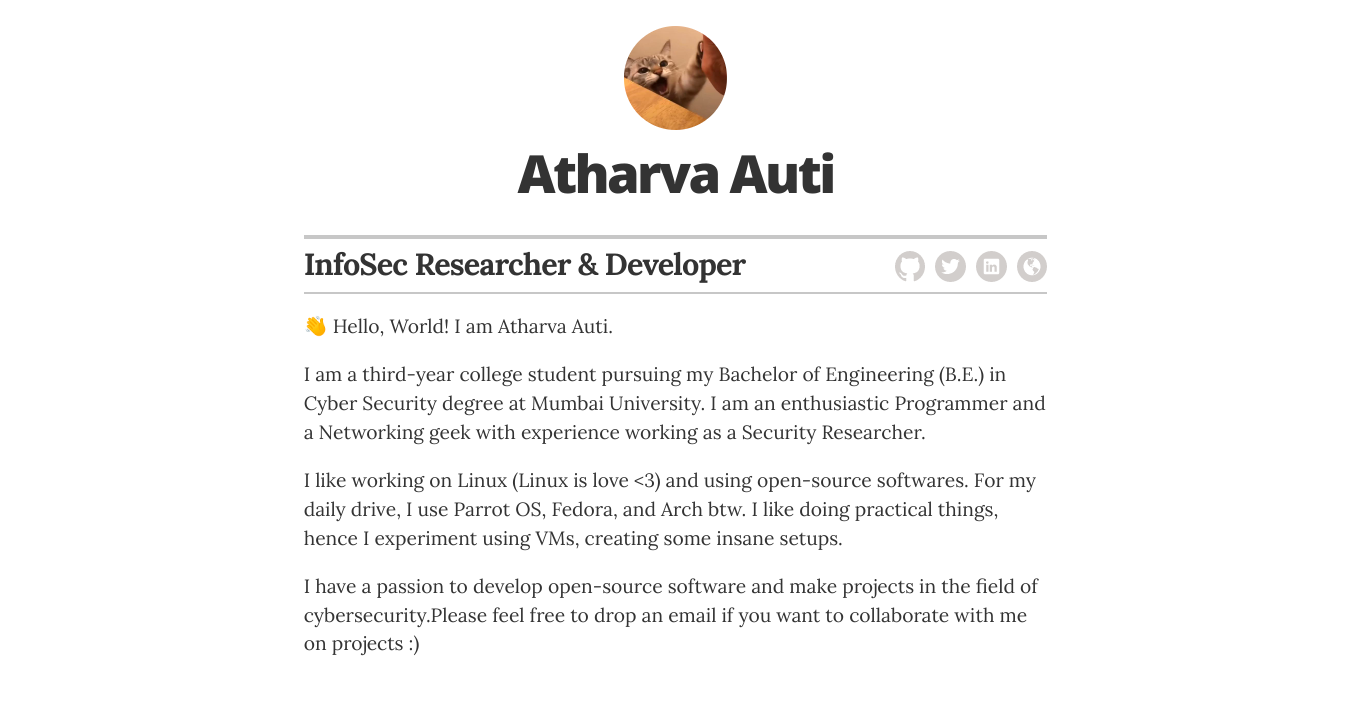 Atharva Auti
InfoSec Researcher & Developer
👋 Hello, World! I am Atharva Auti.
I am a third-year college student pursuing my Bachelor of Engineering (B.E.) in
Cyber Security degree at Mumbai University. I am an enthusiastic Programmer and
a Networking geek with experience working as a Security Researcher.
I like working on Linux (Linux is love <3) and using open-source softwares. For my
daily drive, I use Parrot OS, Fedora, and Arch btw. I like doing practical things,
hence I experiment using VMs, creating some insane setups.
I have a passion to develop open-source software and make projects in the field of
cybersecurity.Please feel free to drop an email if you want to collaborate with me
on projects :)